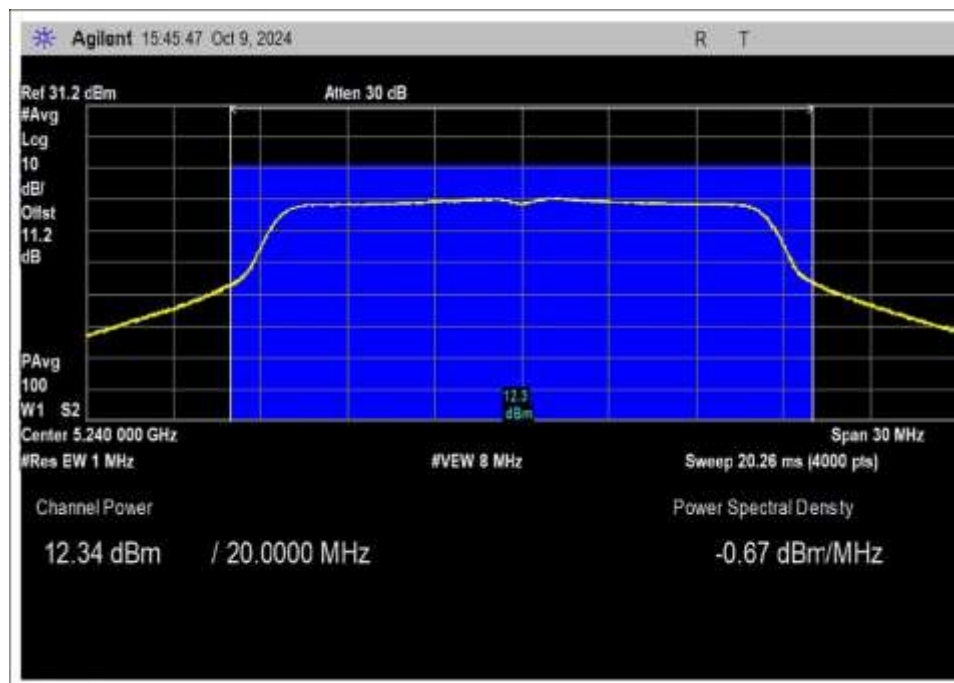 Agilent 15:45:47 Oct 9, 2024 R T
Ref 31.2 dBm Atten 30 dB
#Avg
Log
10
dB/
Offst
11.2
dB
PAvg
100
W1 S2
12.3
dBm
Center 5.240 000 GHz Span 30 MHz
#Res BW 1 MHz #VBW 8 MHz Sweep 20.26 ms (4000 pts)
Channel Power Power Spectral Density
12.34 dBm / 20.0000 MHz -0.67 dBm/MHz